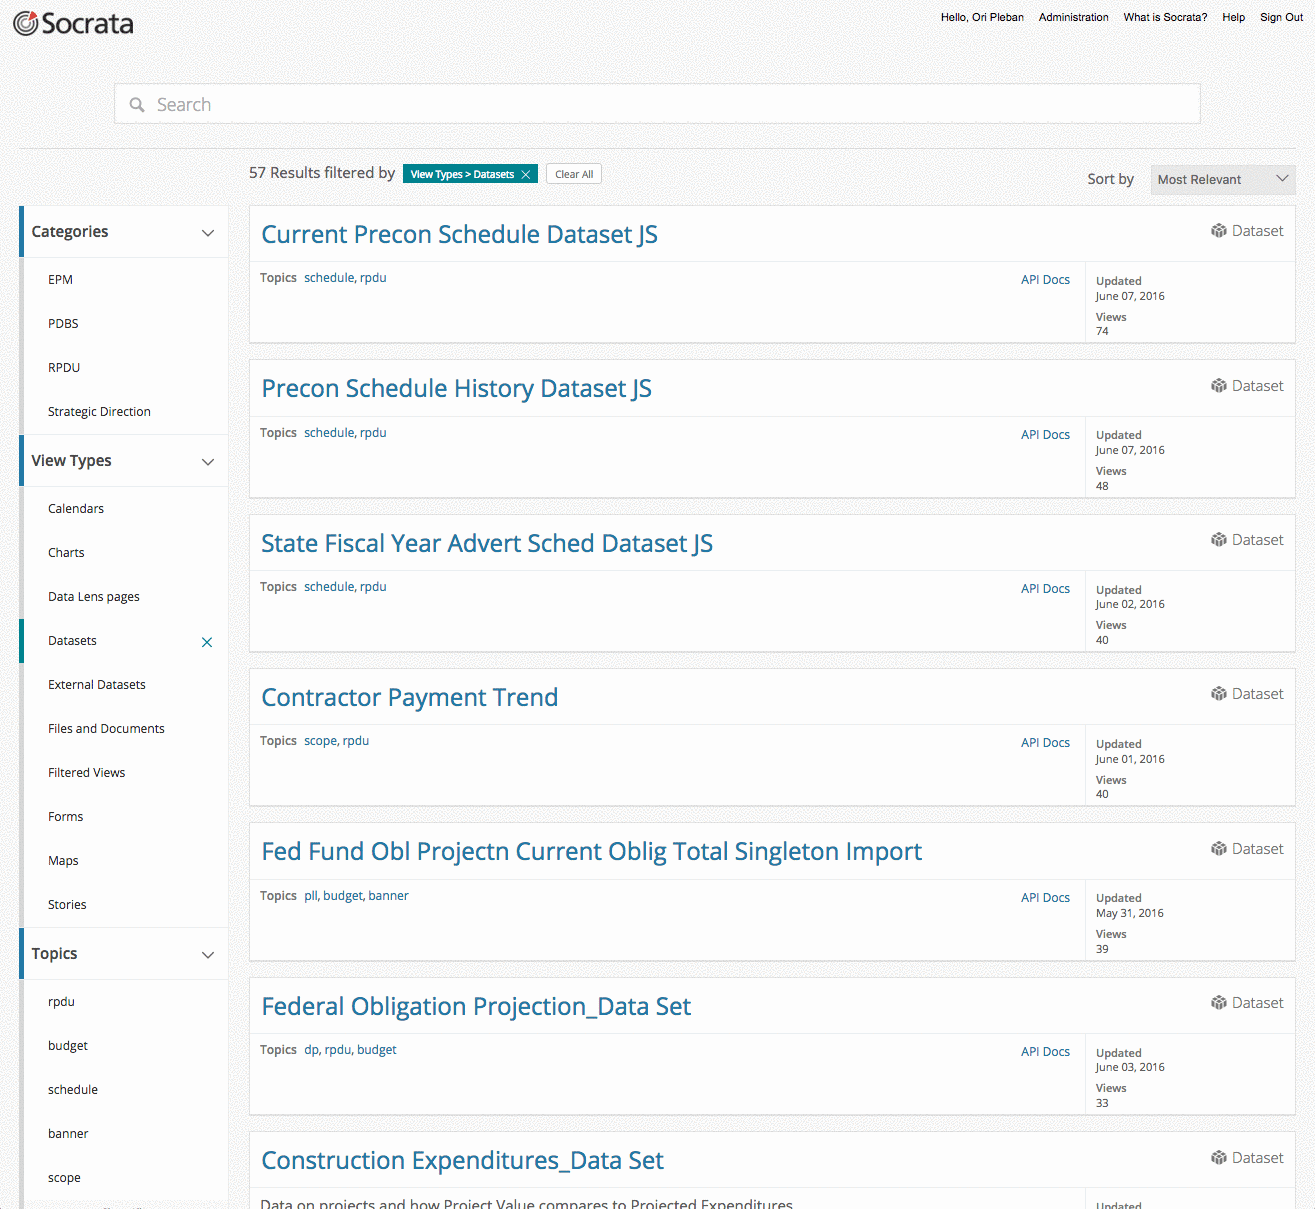 Socrata
Hello, Ori Pleban Administration What is Socrata? Help Sign Out
Search
57 Results filtered by View Types > Datasets Clear All
Sort by Most Relevant
Categories
EPM
PDBS
RPDU
Strategic Direction
View Types
Calendars
Charts
Data Lens pages
Datasets
External Datasets
Files and Documents
Filtered Views
Forms
Maps
Stories
Topics
rpdu
budget
schedule
banner
scope
Current Precon Schedule Dataset JS
Dataset
Topics schedule, rpdu
API Docs
Updated
June 07, 2016
Views
74
Precon Schedule History Dataset JS
Dataset
Topics schedule, rpdu
API Docs
Updated
June 07, 2016
Views
48
State Fiscal Year Advert Sched Dataset JS
Dataset
Topics schedule, rpdu
API Docs
Updated
June 02, 2016
Views
40
Contractor Payment Trend
Dataset
Topics scope, rpdu
API Docs
Updated
June 01, 2016
Views
40
Fed Fund Obl Projectn Current Oblig Total Singleton Import
Dataset
Topics pll, budget, banner
API Docs
Updated
May 31, 2016
Views
39
Federal Obligation Projection_Data Set
Dataset
Topics dp, rpdu, budget
API Docs
Updated
June 03, 2016
Views
33
Construction Expenditures_Data Set
Dataset
Data on projects and how Project Value compares to Projected Expenditures
Updated